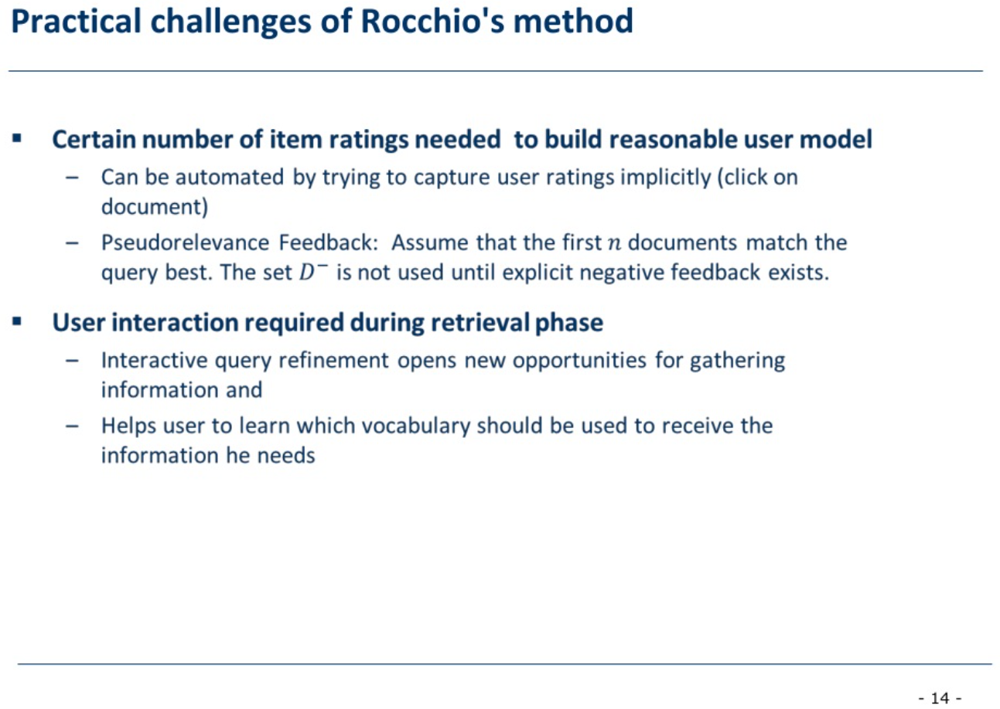 Practical challenges of Rocchio's method
▪ Certain number of item ratings needed to build reasonable user model
– Can be automated by trying to capture user ratings implicitly (click on
document)
– Pseudorelevance Feedback: Assume that the first n documents match the
query best. The set D⁻ is not used until explicit negative feedback exists.
▪ User interaction required during retrieval phase
– Interactive query refinement opens new opportunities for gathering
information and
– Helps user to learn which vocabulary should be used to receive the
information he needs
- 14 -